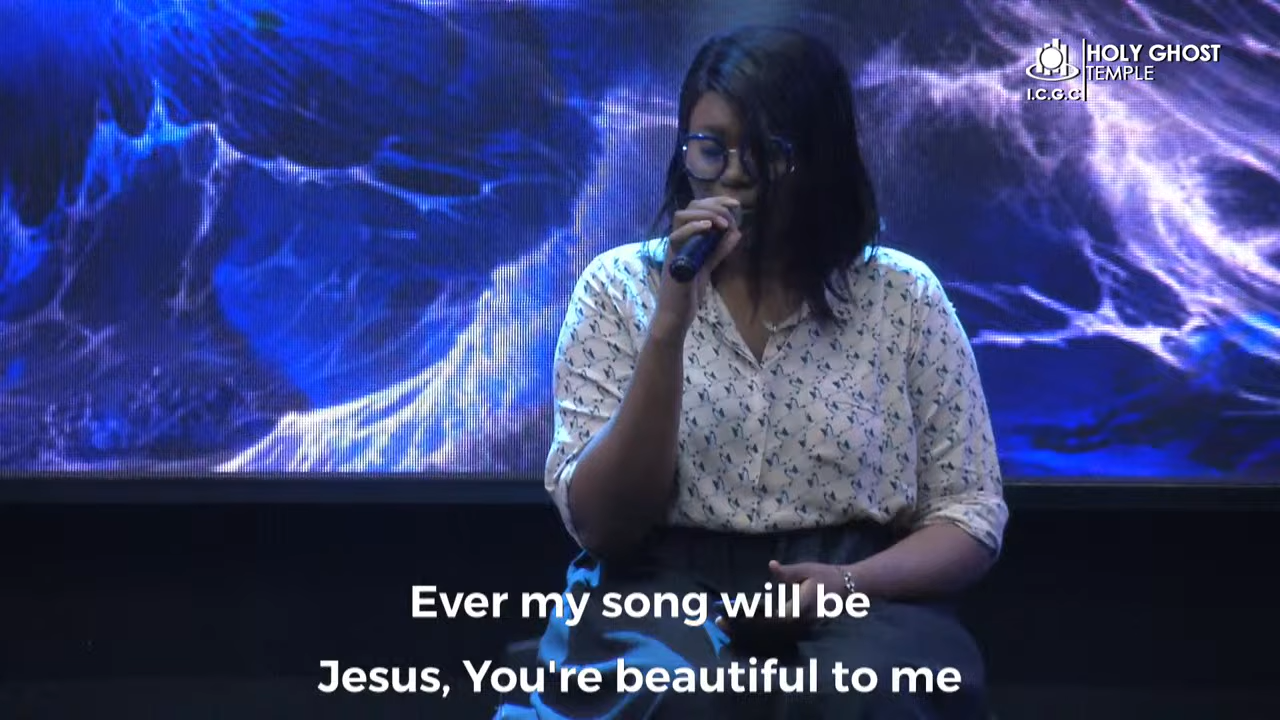 HOLY GHOST
TEMPLE
I.C.G.C
Ever my song will be
Jesus, You're beautiful to me